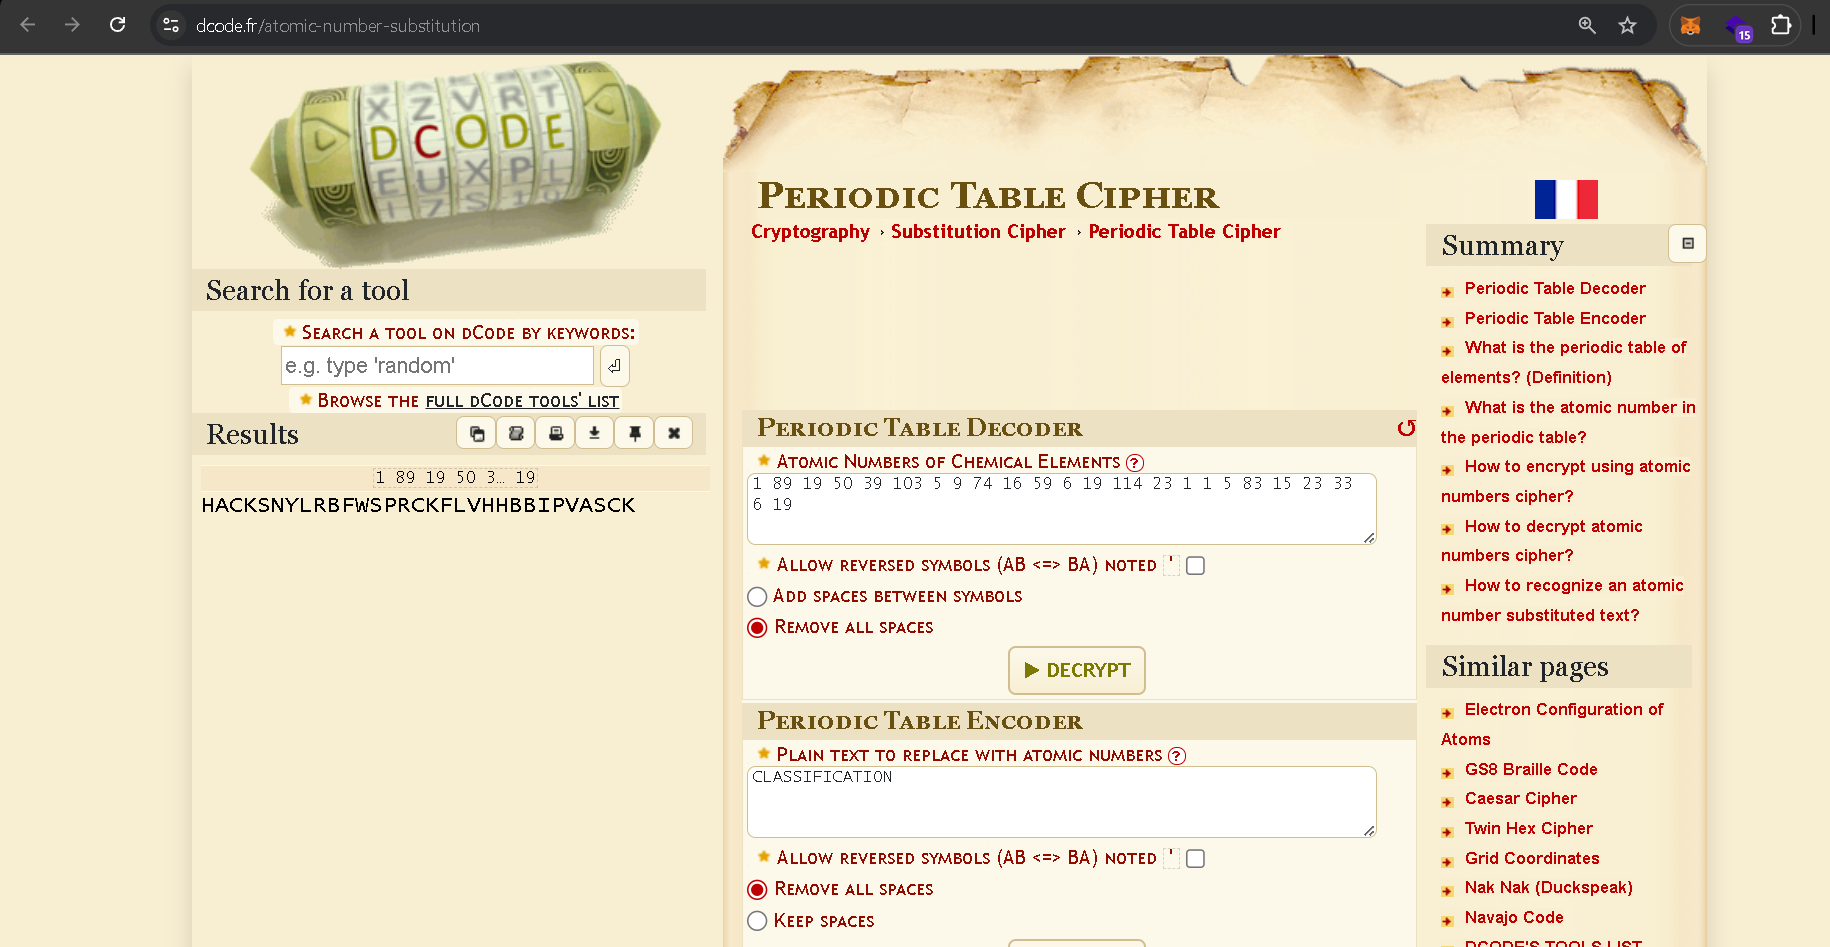 dcode.fr/atomic-number-substitution
15
XZVRT
DCODE
EUXPL
Search for a tool
Search a tool on dCode by keywords:
e.g. type 'random'
Browse the full dCode tools' list
Results
1 89 19 50 3… 19
HACKSNYLRBFWSPRCKFLVHHBBIPVASCK
Periodic Table Cipher
Cryptography › Substitution Cipher › Periodic Table Cipher
Periodic Table Decoder
Atomic Numbers of Chemical Elements ?
1 89 19 50 39 103 5 9 74 16 59 6 19 114 23 1 1 5 83 15 23 33
6 19
Allow reversed symbols (AB <=> BA) noted '
Add spaces between symbols
Remove all spaces
▶ DECRYPT
Periodic Table Encoder
Plain text to replace with atomic numbers ?
CLASSIFICATION
Allow reversed symbols (AB <=> BA) noted '
Remove all spaces
Keep spaces
Summary
Periodic Table Decoder
Periodic Table Encoder
What is the periodic table of
elements? (Definition)
What is the atomic number in
the periodic table?
How to encrypt using atomic
numbers cipher?
How to decrypt atomic
numbers cipher?
How to recognize an atomic
number substituted text?
Similar pages
Electron Configuration of
Atoms
GS8 Braille Code
Caesar Cipher
Twin Hex Cipher
Grid Coordinates
Nak Nak (Duckspeak)
Navajo Code
DCODE'S TOOLS LIST